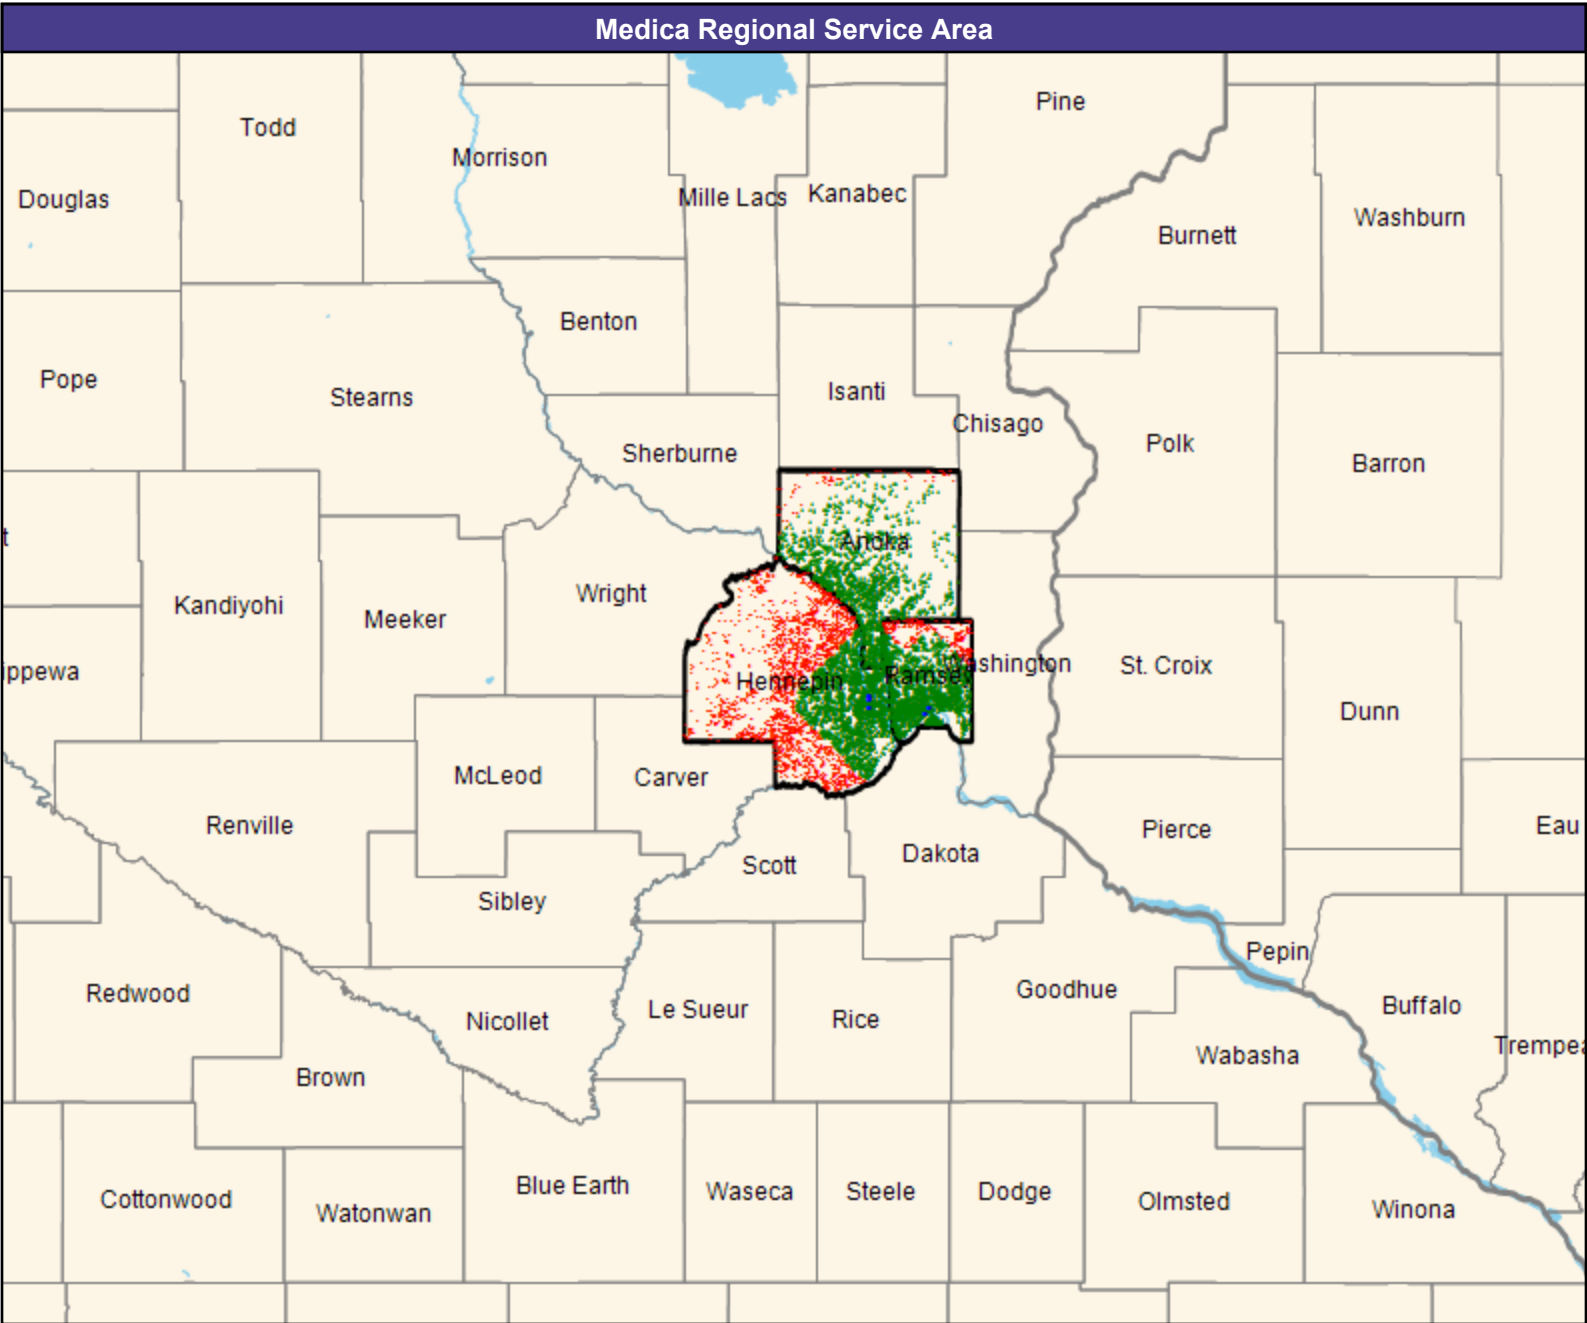 Medica Regional Service Area
Pine
Todd
Morrison
Douglas
Mille Lacs
Kanabec
Washburn
Burnett
Benton
Pope
Isanti
Stearns
Chisago
Polk
Sherburne
Barron
t
Anoka
Wright
Kandiyohi
Meeker
ippewa
Hennepin
Ramsey
Washington
St. Croix
Dunn
McLeod
Carver
Renville
Pierce
Eau
Dakota
Scott
Sibley
Pepin
Redwood
Goodhue
Buffalo
Le Sueur
Nicollet
Rice
Trempea
Wabasha
Brown
Blue Earth
Waseca
Steele
Dodge
Cottonwood
Olmsted
Winona
Watonwan